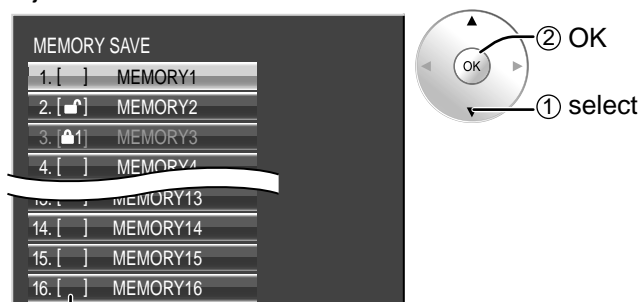 MEMORY SAVE
1. [ ] MEMORY1
2. [ ] MEMORY2
3. [ 1] MEMORY3
4. [ ] MEMORY4
13. [ ] MEMORY13
14. [ ] MEMORY14
15. [ ] MEMORY15
16. [ ] MEMORY16
OK
② OK
① select